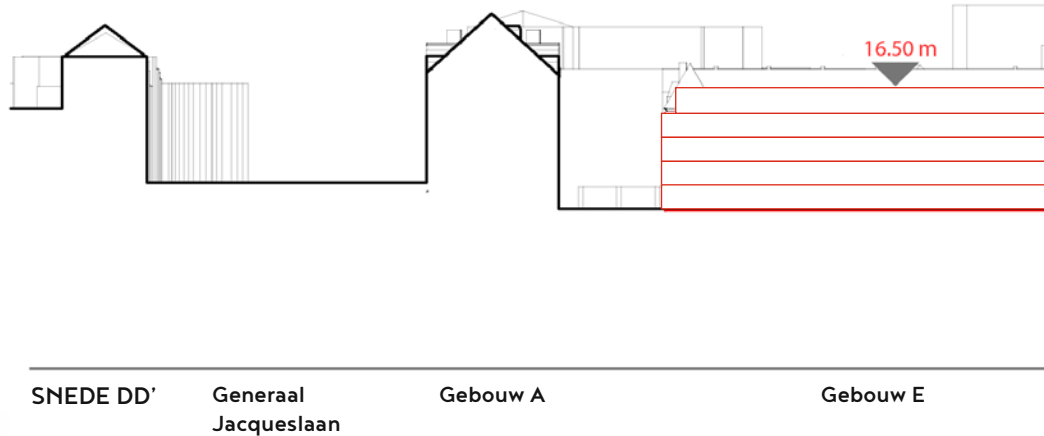 16.50 m
SNEDE DD’
Generaal
Jacqueslaan
Gebouw A
Gebouw E